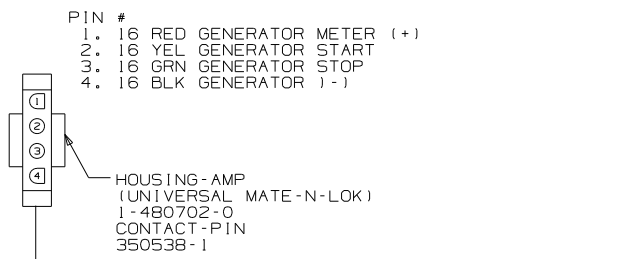 PIN #
1. 16 RED GENERATOR METER (+)
2. 16 YEL GENERATOR START
3. 16 GRN GENERATOR STOP
4. 16 BLK GENERATOR )-)
1
2
3
4
HOUSING-AMP
(UNIVERSAL MATE-N-LOK)
1-480702-0
CONTACT-PIN
350538-1